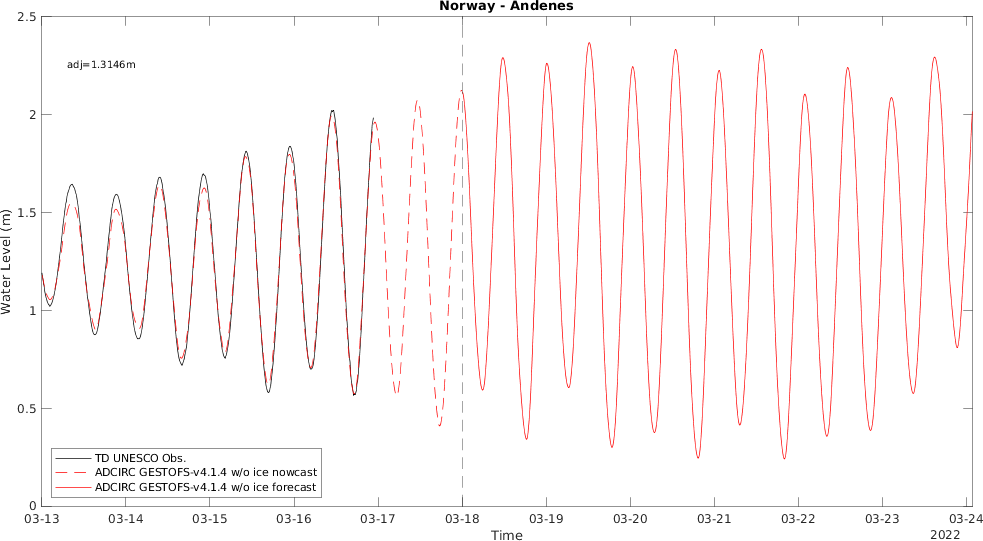 Norway - Andenes
adj=1.3146m
2.5
2
1.5
1
0.5
0
Water Level (m)
TD UNESCO Obs.
ADCIRC GESTOFS-v4.1.4 w/o ice nowcast
ADCIRC GESTOFS-v4.1.4 w/o ice forecast
03-13 03-14 03-15 03-16 03-17 03-18 03-19 03-20 03-21 03-22 03-23 03-24
Time
2022